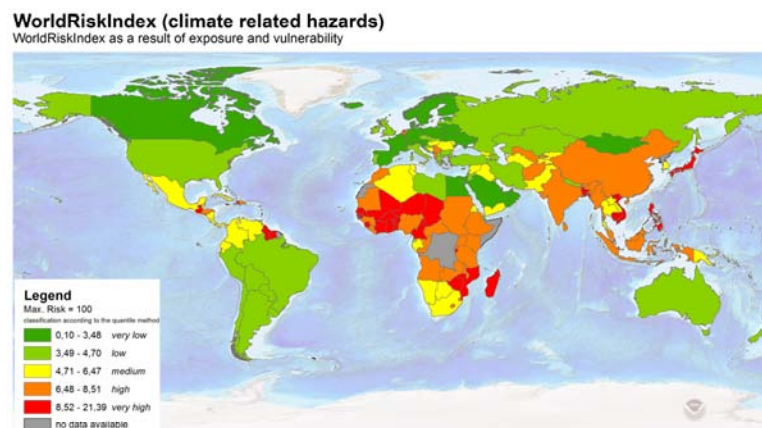 WorldRiskIndex (climate related hazards)
WorldRiskIndex as a result of exposure and vulnerability
Legend
Max. Risk = 100
classification according to the quantile method
0,10 - 3,48 very low
3,49 - 4,70 low
4,71 - 6,47 medium
6,48 - 8,51 high
8,52 - 21,39 very high
no data available